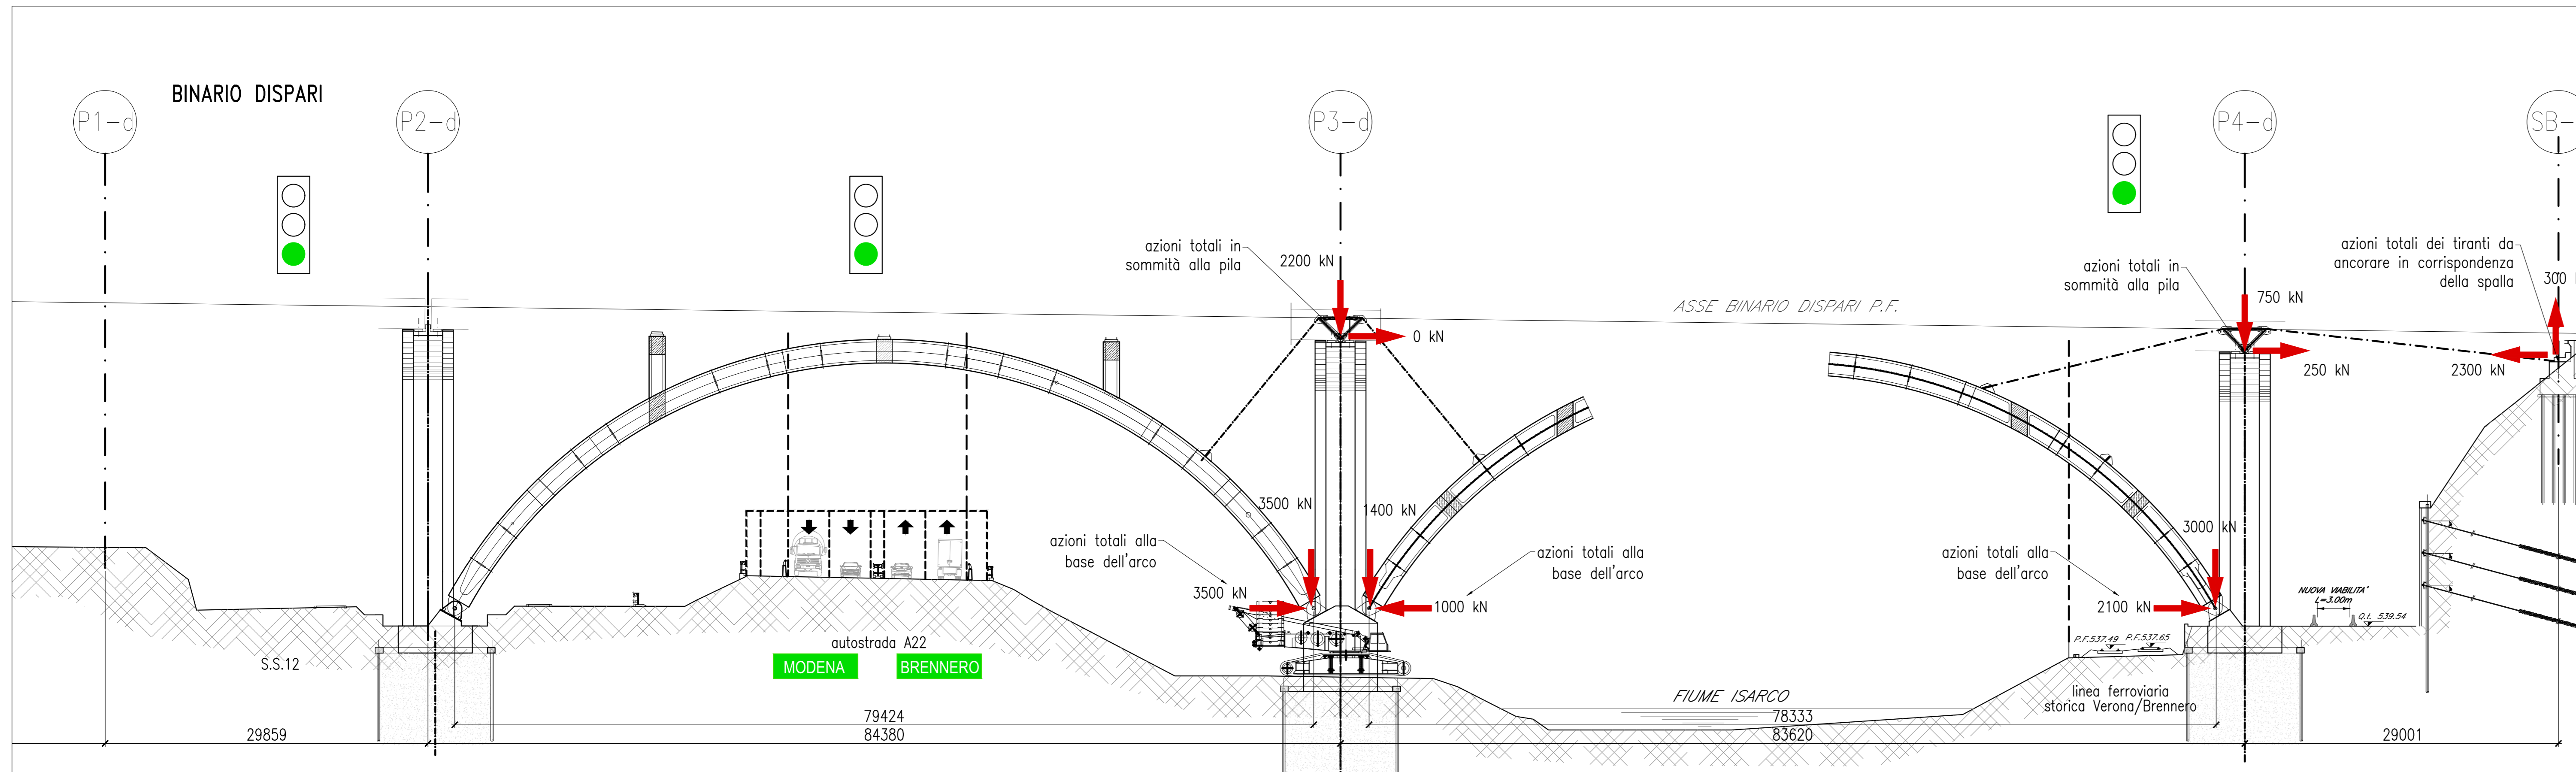 BINARIO DISPARI
P1-d
P2-d
P3-d
P4-d
SB-
azioni totali in
sommità alla pila
2200 kN
0 kN
ASSE BINARIO DISPARI P.F.
azioni totali in
sommità alla pila
750 kN
250 kN
azioni totali dei tiranti da
ancorare in corrispondenza
della spalla
300
2300 kN
3500 kN
1400 kN
3000 kN
azioni totali alla
base dell'arco
3500 kN
azioni totali alla
base dell'arco
1000 kN
azioni totali alla
base dell'arco
2100 kN
NUOVA VIABILITA'
L=3.00m
Q.t. 539.54
P.F.537.49 P.F.537.65
S.S.12
autostrada A22
MODENA
BRENNERO
FIUME ISARCO
linea ferroviaria
storica Verona/Brennero
79424
78333
29859
84380
83620
29001